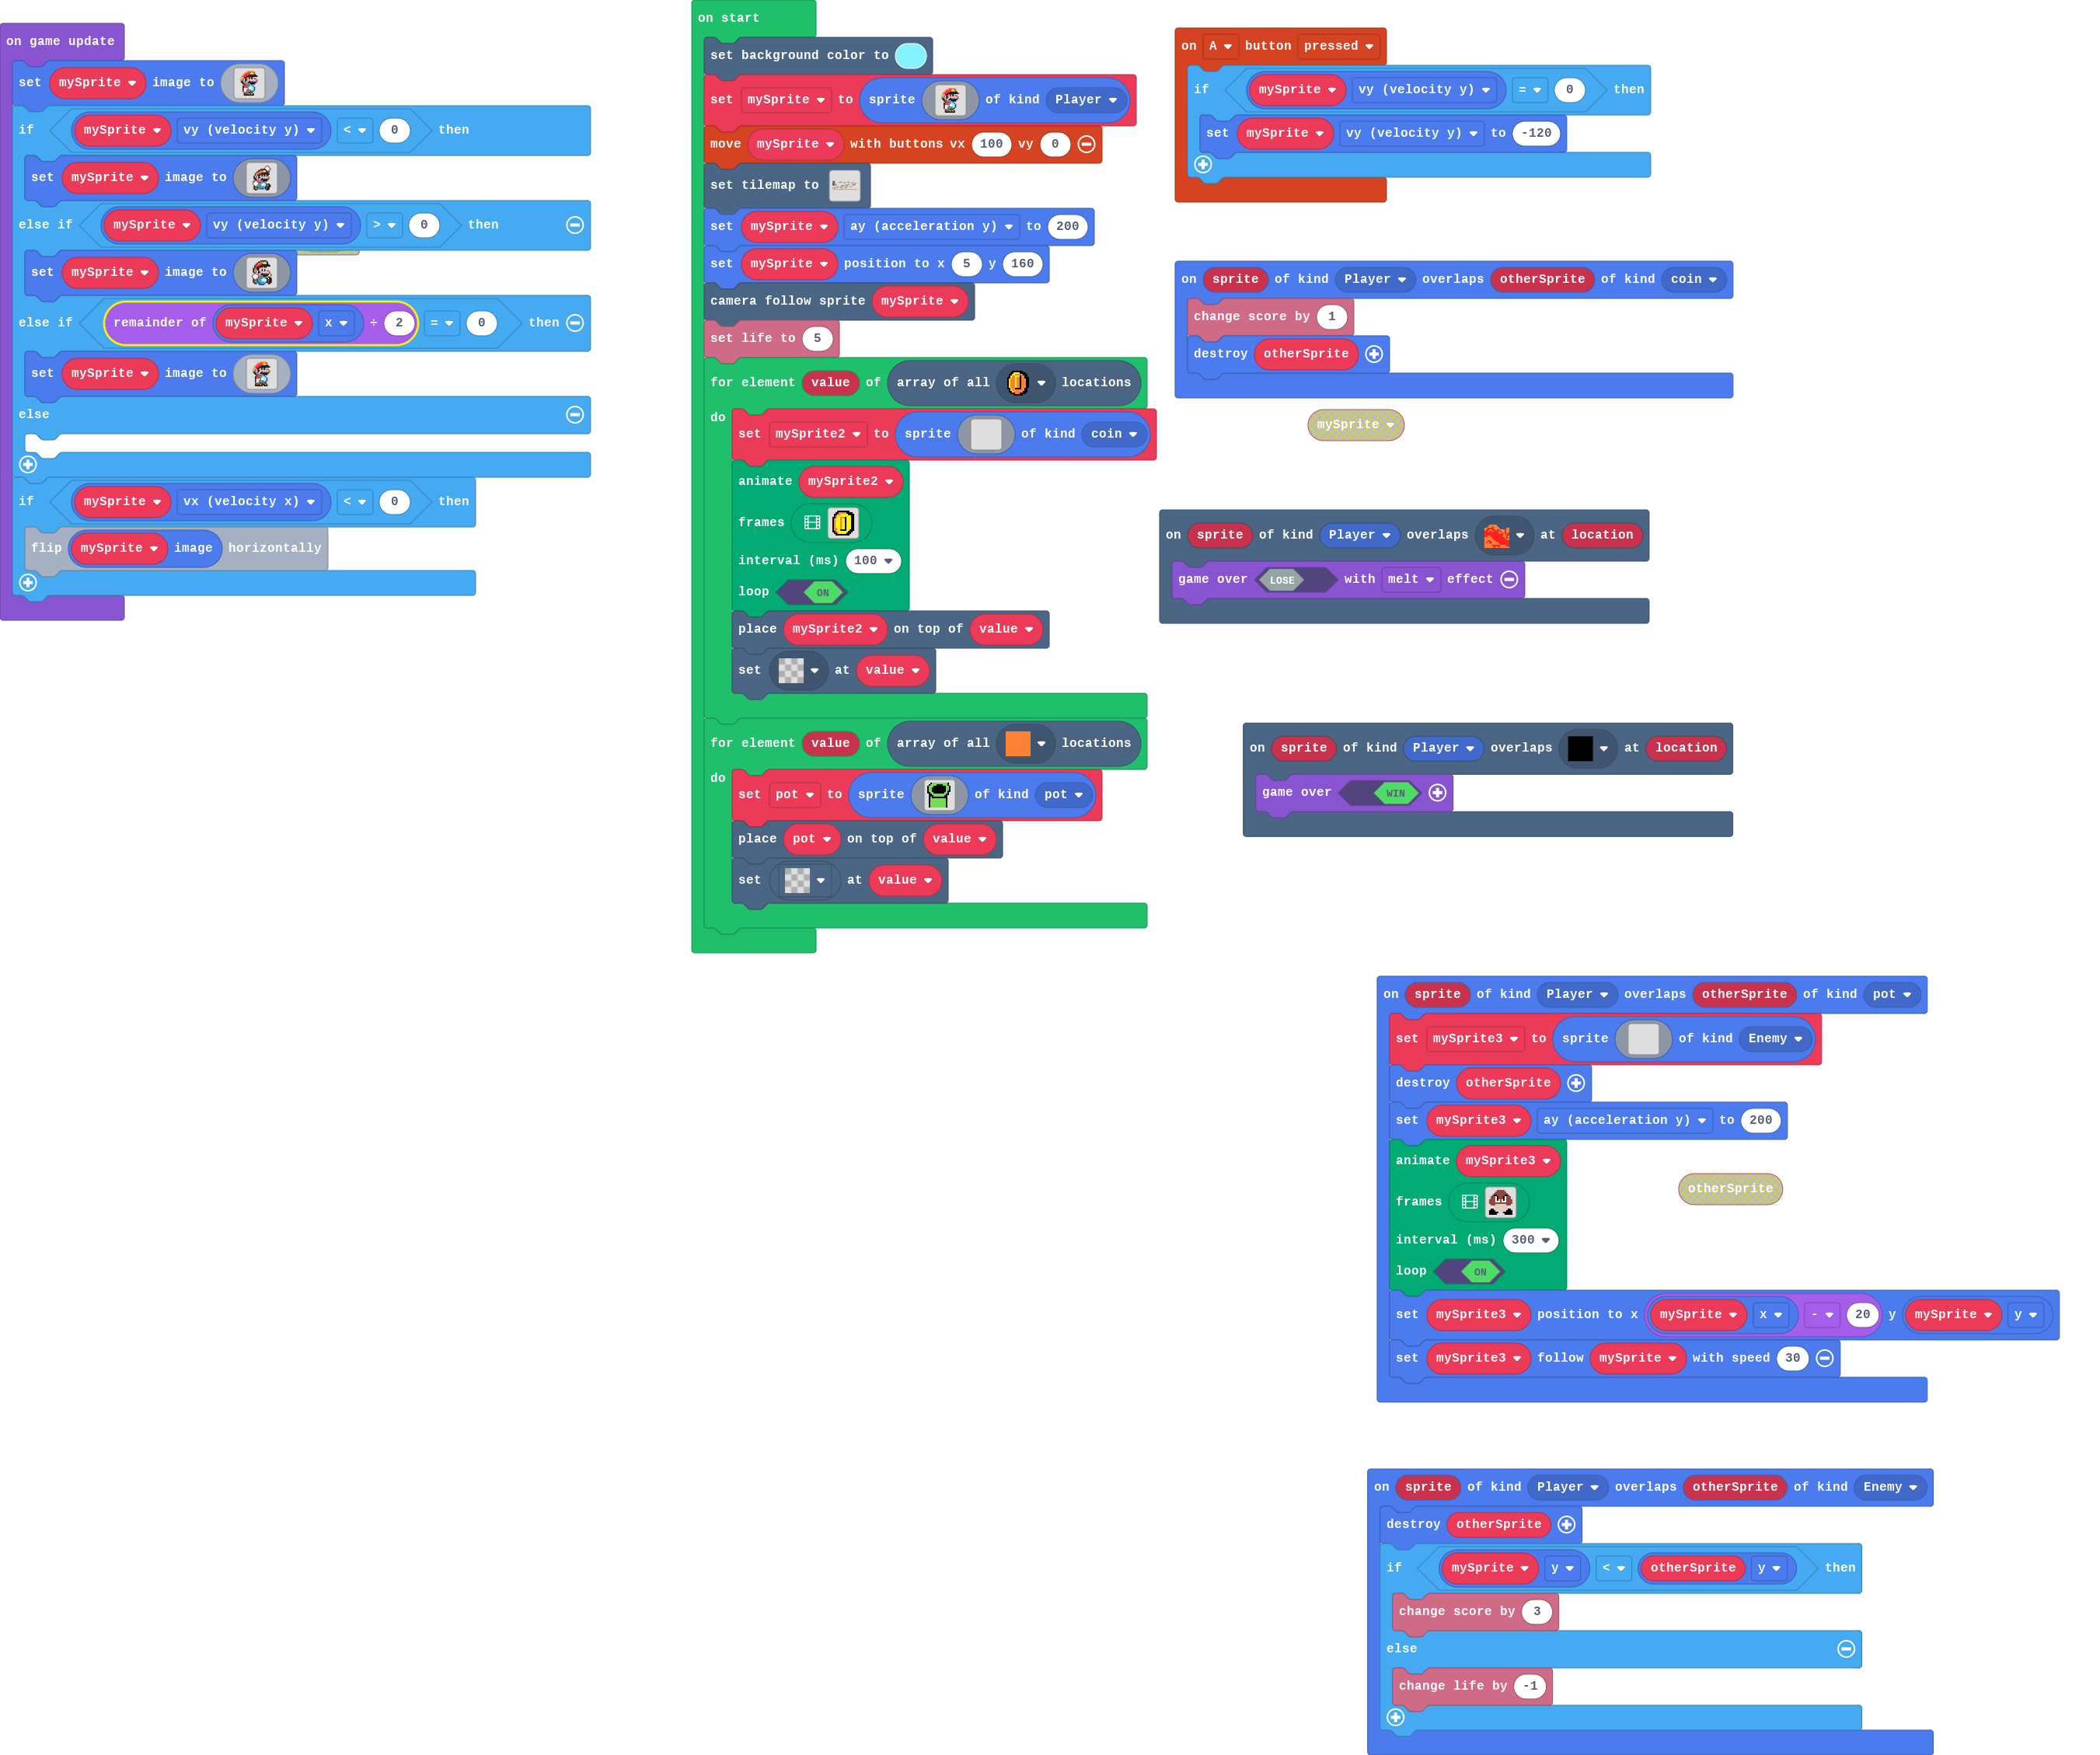 on game update
set mySprite image to
if mySprite vy (velocity y) < 0 then
set mySprite image to
else if mySprite vy (velocity y) > 0 then
set mySprite image to
else if remainder of mySprite x ÷ 2 = 0 then
set mySprite image to
else
if mySprite vx (velocity x) < 0 then
flip mySprite image horizontally
on start
set background color to
set mySprite to sprite of kind Player
move mySprite with buttons vx 100 vy 0
set tilemap to
set mySprite ay (acceleration y) to 200
set mySprite position to x 5 y 160
camera follow sprite mySprite
set life to 5
for element value of array of all locations
do
set mySprite2 to sprite of kind coin
animate mySprite2
frames
interval (ms) 100
loop ON
place mySprite2 on top of value
set at value
for element value of array of all locations
do
set pot to sprite of kind pot
place pot on top of value
set at value
on A button pressed
if mySprite vy (velocity y) = 0 then
set mySprite vy (velocity y) to -120
on sprite of kind Player overlaps otherSprite of kind coin
change score by 1
destroy otherSprite
mySprite
on sprite of kind Player overlaps at location
game over LOSE with melt effect
on sprite of kind Player overlaps at location
game over WIN
on sprite of kind Player overlaps otherSprite of kind pot
set mySprite3 to sprite of kind Enemy
destroy otherSprite
set mySprite3 ay (acceleration y) to 200
animate mySprite3
frames
interval (ms) 300
loop ON
otherSprite
set mySprite3 position to x mySprite x - 20 y mySprite y
set mySprite3 follow mySprite with speed 30
on sprite of kind Player overlaps otherSprite of kind Enemy
destroy otherSprite
if mySprite y < otherSprite y then
change score by 3
else
change life by -1